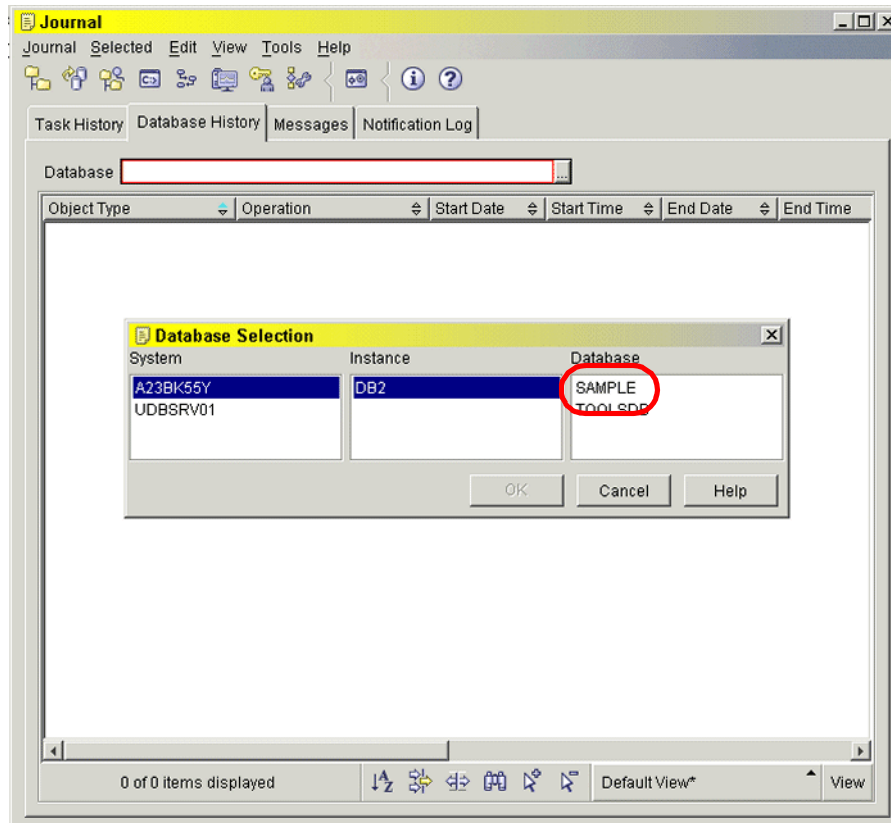 Journal
Journal Selected Edit View Tools Help
Task History Database History Messages Notification Log
Database ...
Object Type Operation Start Date Start Time End Date End Time
Database Selection
System Instance Database
A23BK55Y DB2 SAMPLE
UDBSRV01 TOOLSDB
OK Cancel Help
0 of 0 items displayed Default View* View